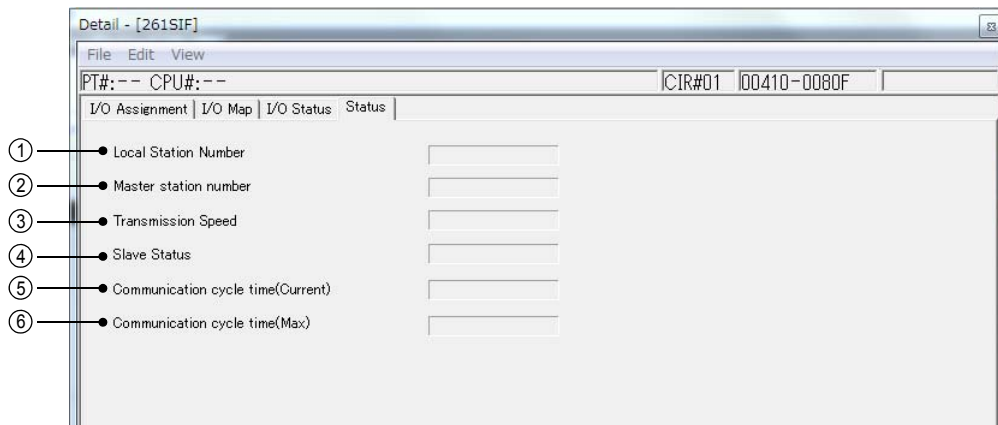 Detail - [261SIF]
File Edit View
PT#:-- CPU#:-- CIR#01 00410-0080F
I/O Assignment I/O Map I/O Status Status
① Local Station Number
② Master station number
③ Transmission Speed
④ Slave Status
⑤ Communication cycle time(Current)
⑥ Communication cycle time(Max)